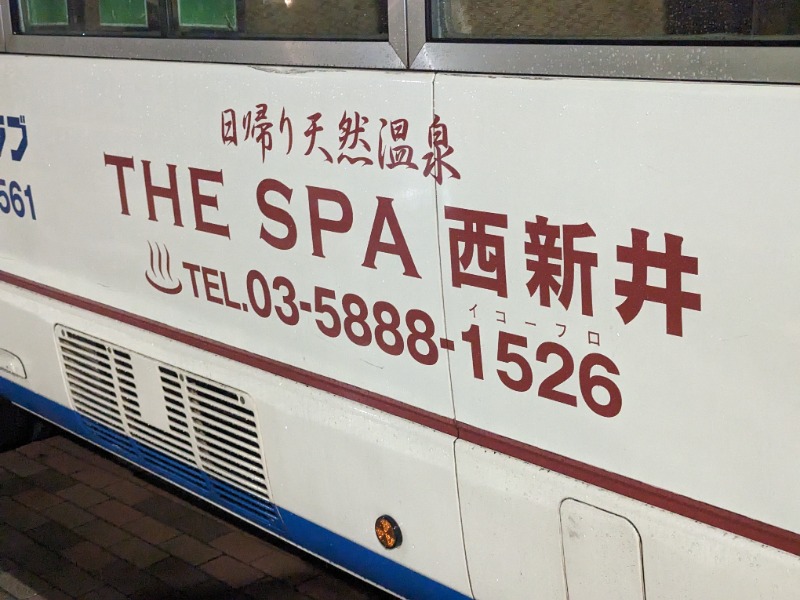 日帰り天然温泉
THE SPA 西新井
イコーフロ
♨TEL.03-5888-1526
ラブ
561